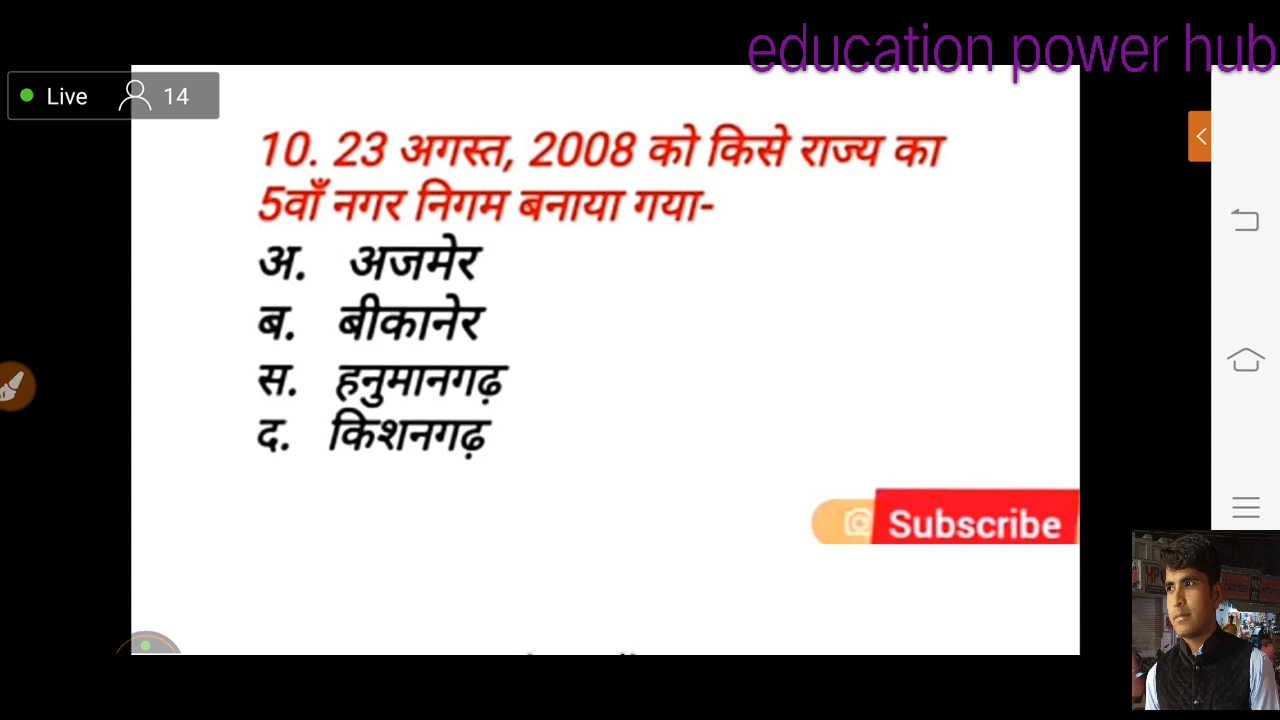 education power hub
Live 14
10. 23 अगस्त, 2008 को किसे राज्य का
5वाँ नगर निगम बनाया गया-
अ. अजमेर
ब. बीकानेर
स. हनुमानगढ़
द. किशनगढ़
Subscribe